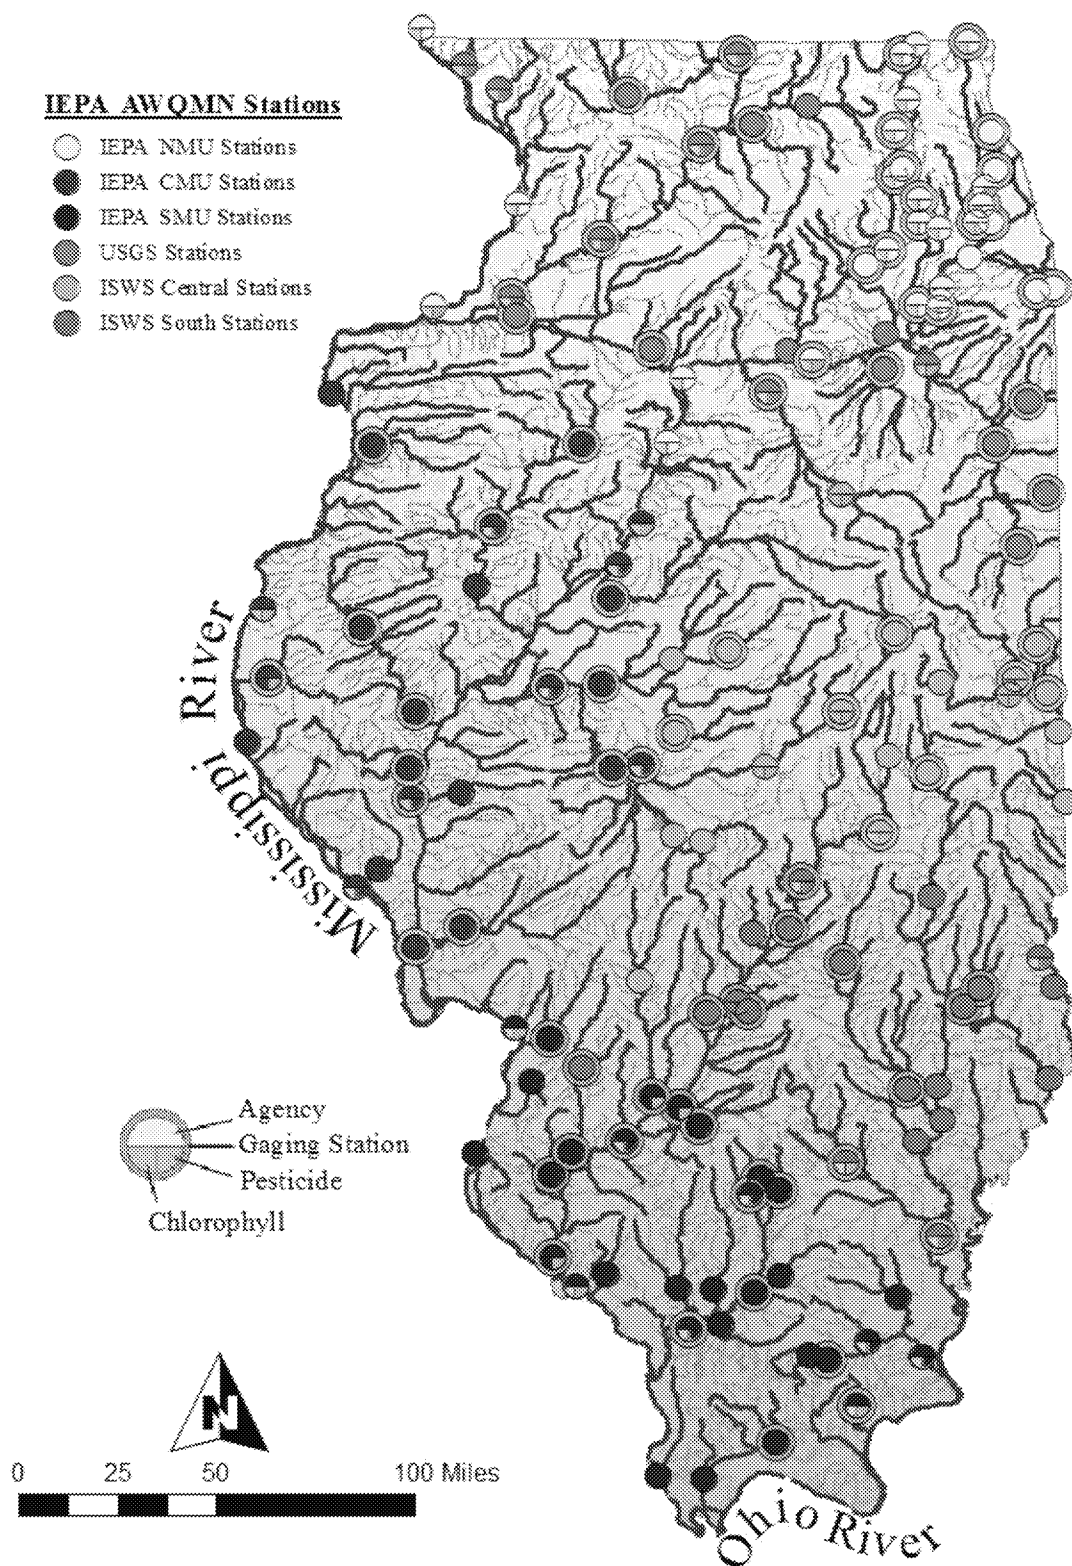 IEPA AWQMN Stations
IEPA NMU Stations
IEPA CMU Stations
IEPA SMU Stations
USGS Stations
ISWS Central Stations
ISWS South Stations
Mississippi River
Agency
Gaging Station
Pesticide
Chlorophyll
N
0 25 50 100 Miles
Ohio River